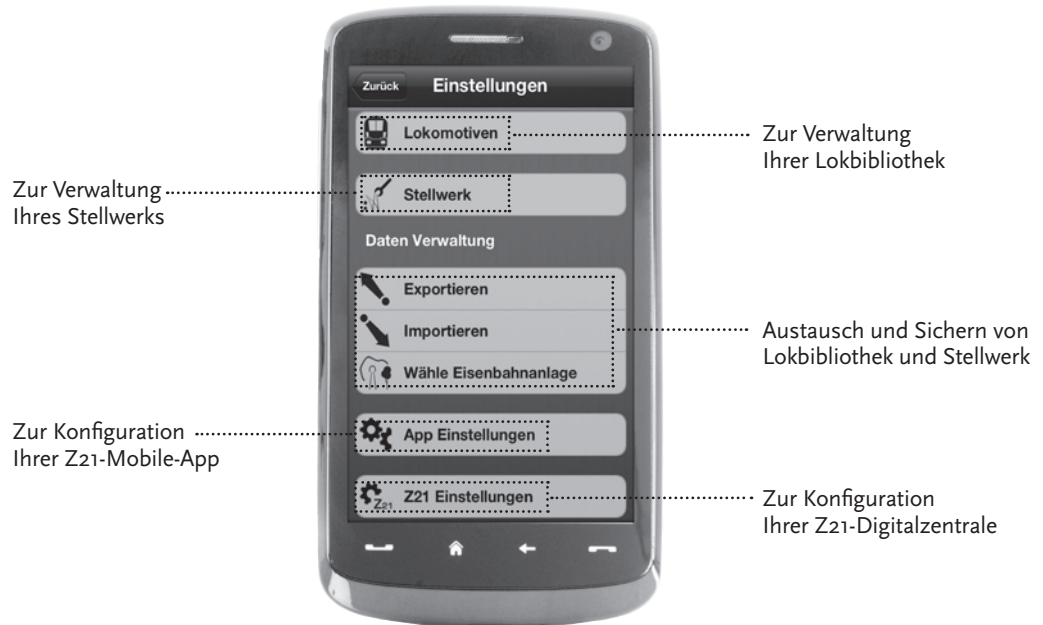 Zurück
Einstellungen
Lokomotiven
Zur Verwaltung
Ihrer Lokbibliothek
Zur Verwaltung
Ihres Stellwerks
Stellwerk
Daten Verwaltung
Exportieren
Importieren
Austausch und Sichern von
Lokbibliothek und Stellwerk
Wähle Eisenbahnanlage
Zur Konfiguration
Ihrer Z21-Mobile-App
App Einstellungen
Z21
Z21 Einstellungen
Zur Konfiguration
Ihrer Z21-Digitalzentrale